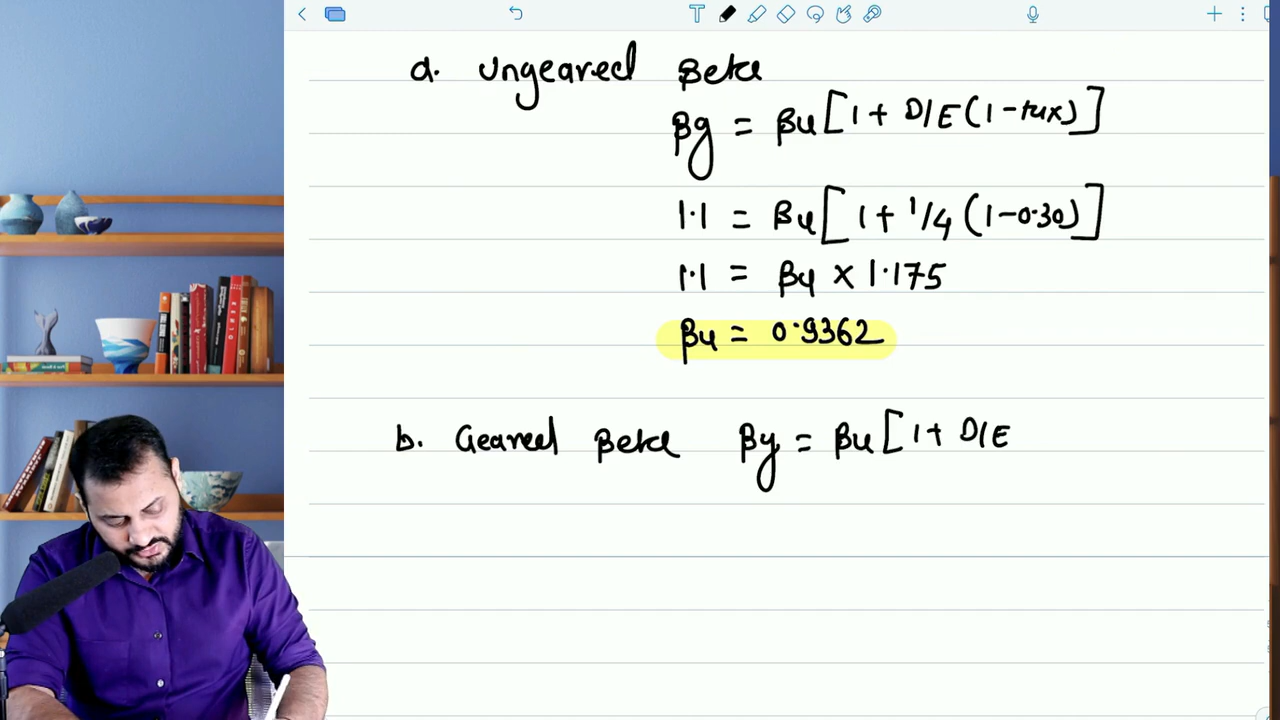 a. Ungeared Beta
βg = βu [1 + D/E (1 - tax)]
1.1 = βu [1 + 1/4 (1-0.30)]
1.1 = βu × 1.175
βu = 0.9362
b. Geared Beta βg = βu [1 + D/E